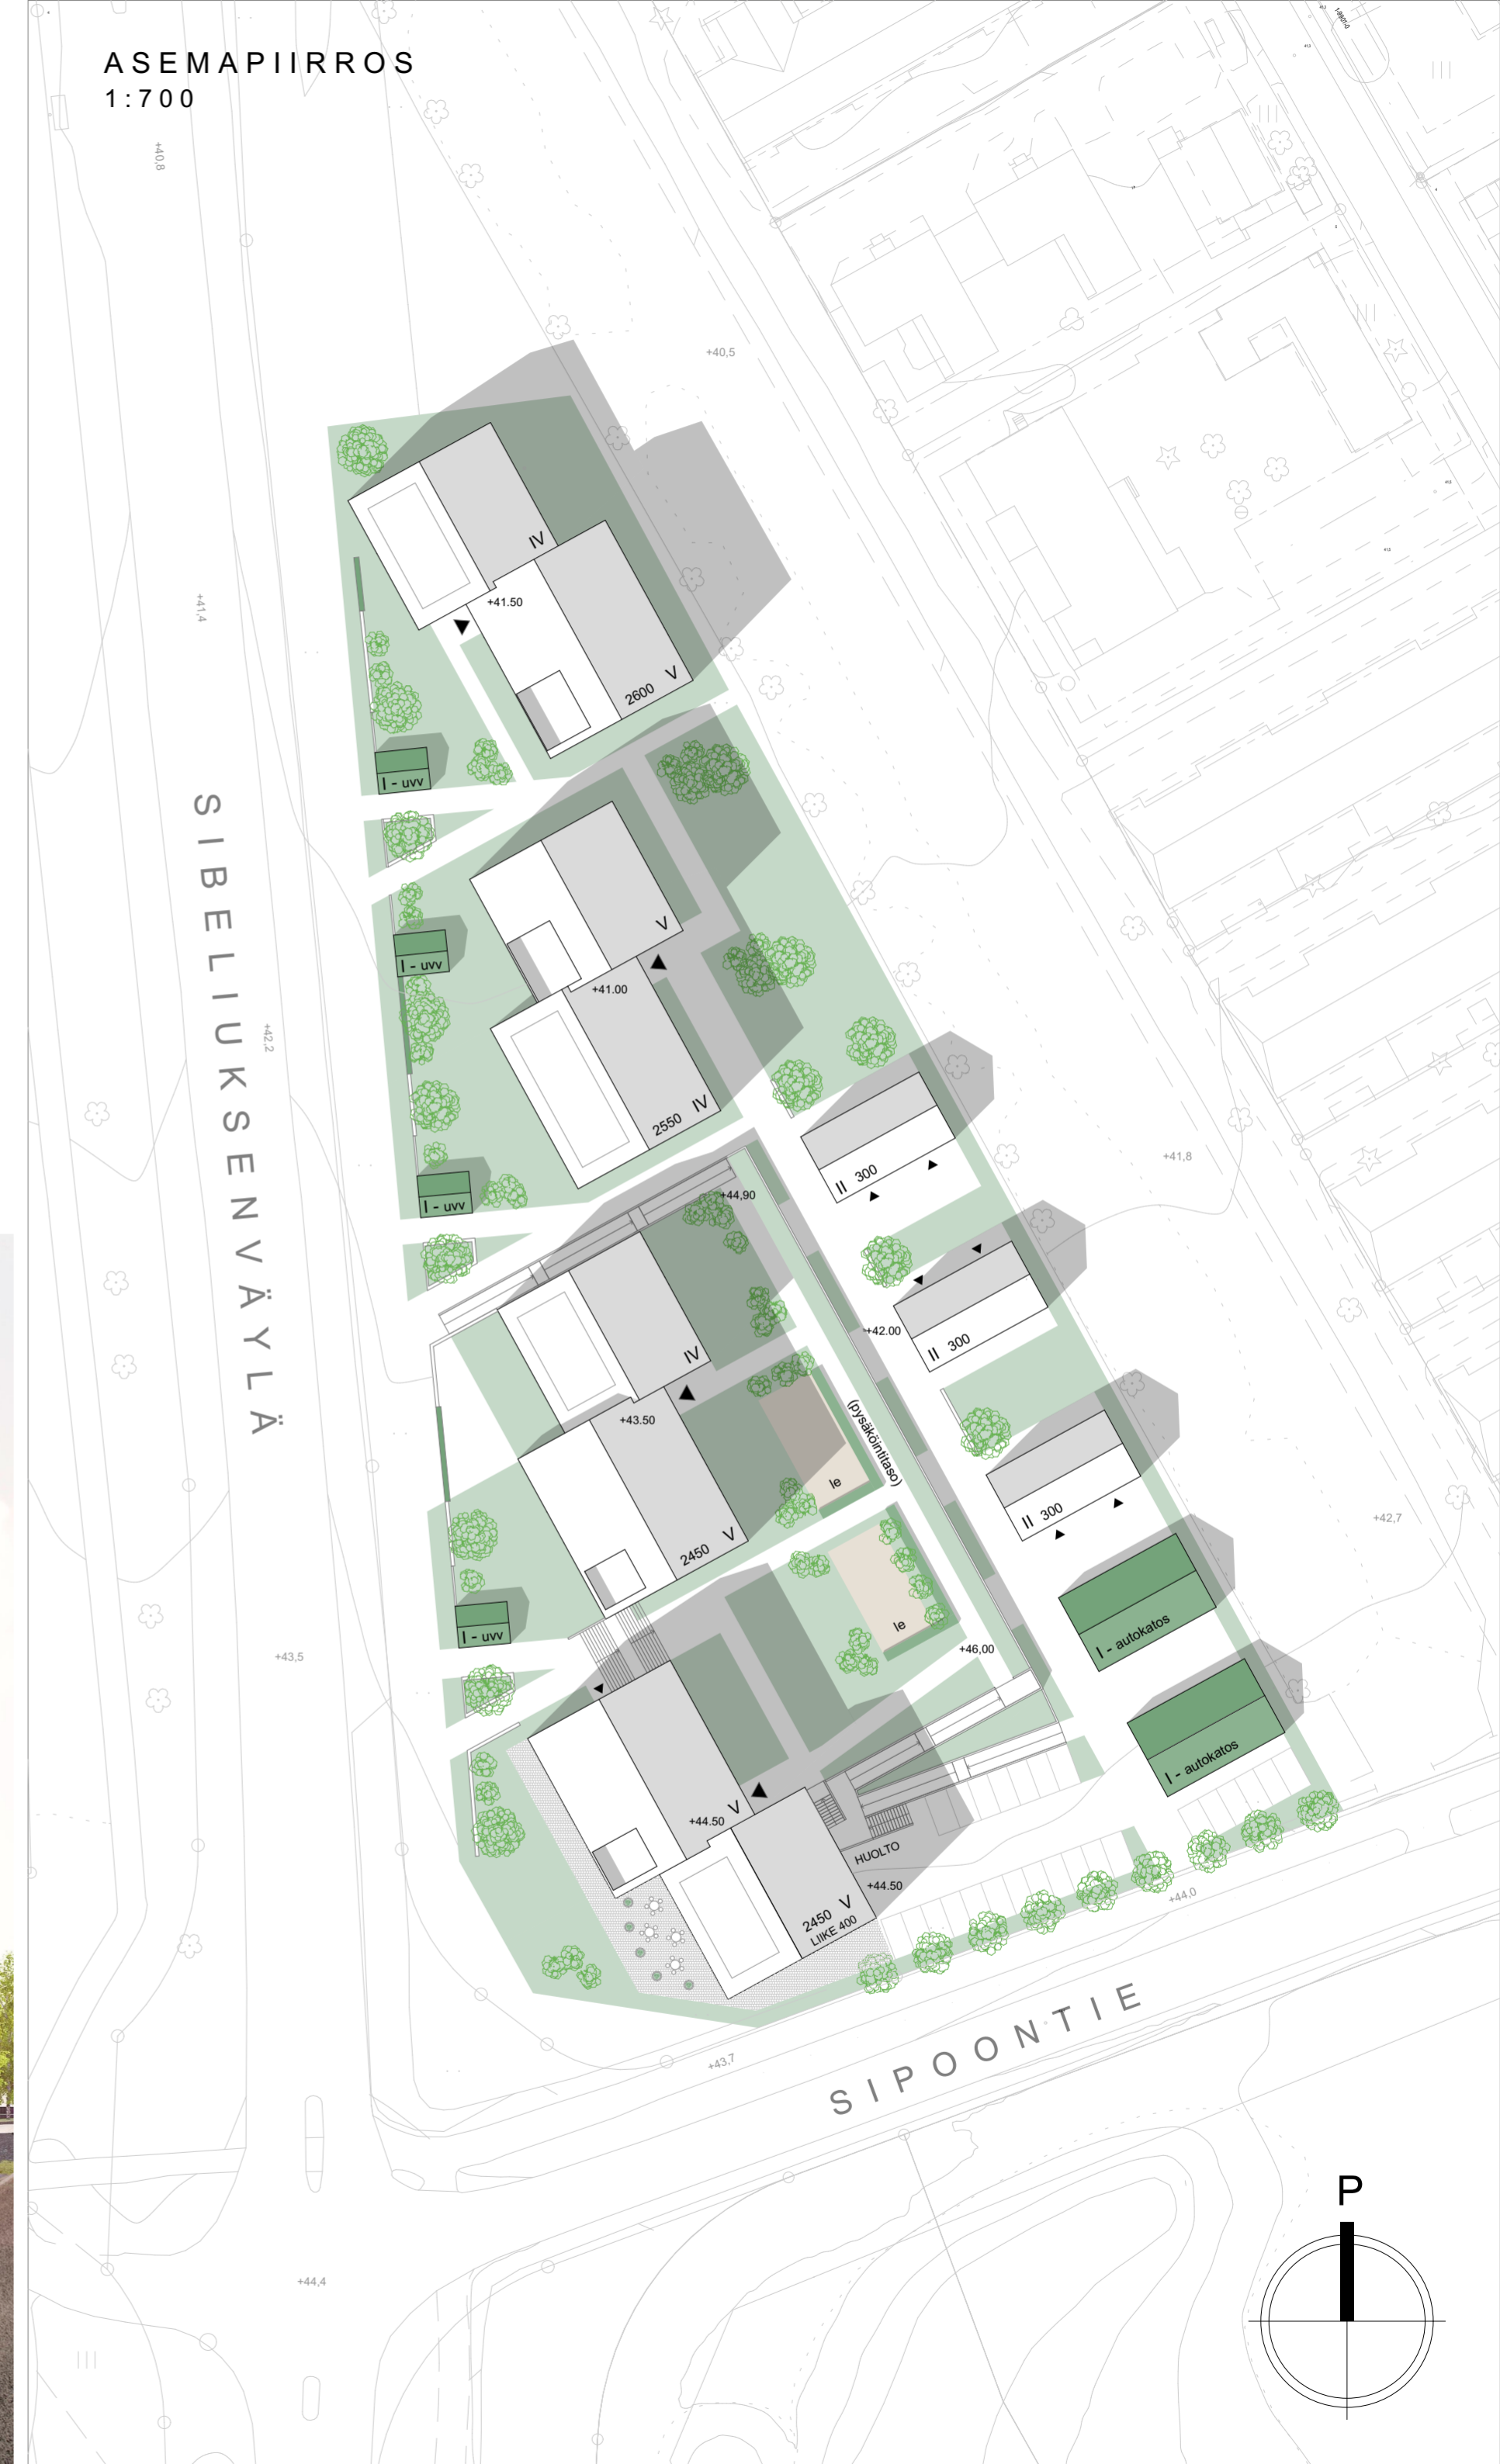 ASEMAPIIRROS
1:700
+40,8
+40,5
IV
+41.50
2600 V
+41,4
I - uvv
SIBELIUKSENVÄYLÄ
V
I - uvv
+41.00
+42,2
2550 IV
I - uvv
II 300
+41,8
+44,90
+42.00
II 300
IV
+43.50
(pysäköintitaso)
le
II 300
+42,7
2450 V
I - uvv
le
I - autokatos
+46,00
+43,5
I - autokatos
+44.50 V
HUOLTO
+44.50
2450 V
LIIKE 400
+44,0
SIPOONTIE
+43,7
P
+44,4